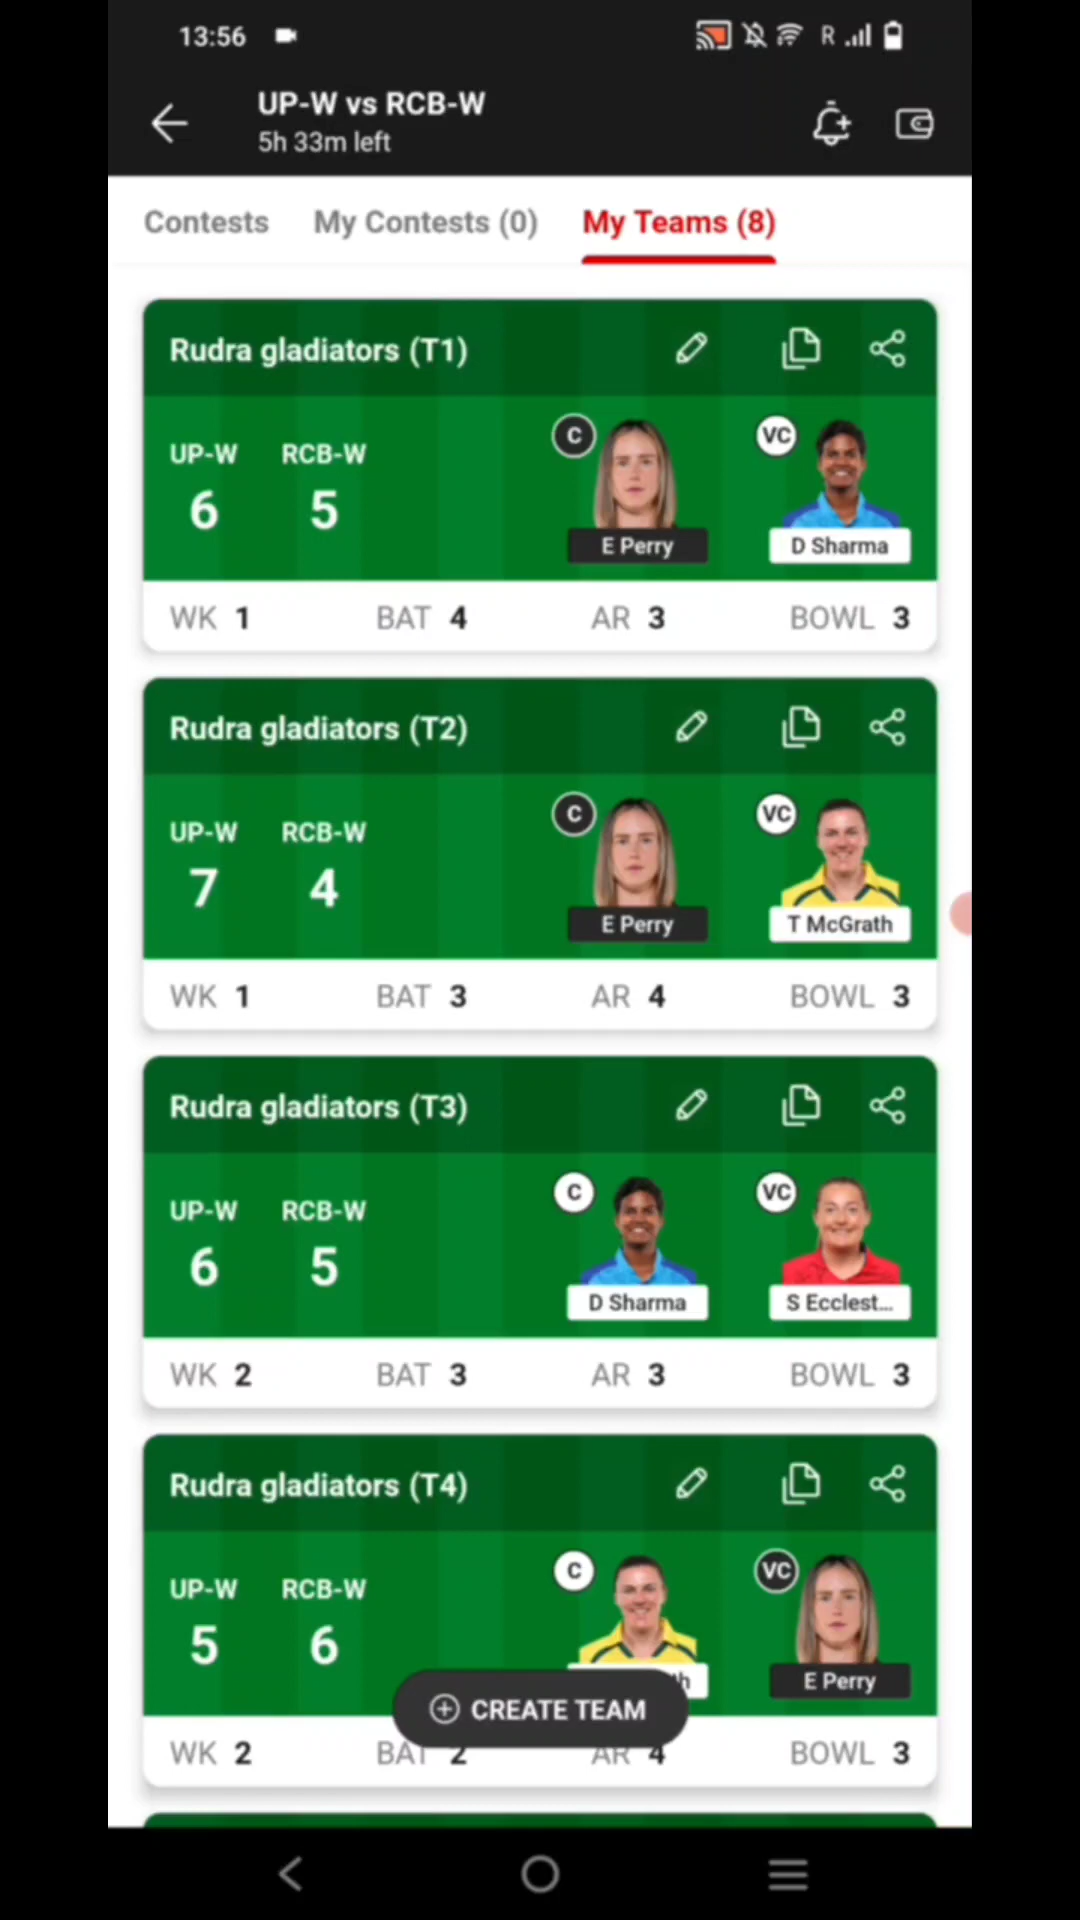 13:56 R
UP-W vs RCB-W
5h 33m left
Contests My Contests (0) My Teams (8)
Rudra gladiators (T1)
UP-W RCB-W C VC
6 5
E Perry D Sharma
WK 1 BAT 4 AR 3 BOWL 3
Rudra gladiators (T2)
UP-W RCB-W C VC
7 4
E Perry T McGrath
WK 1 BAT 3 AR 4 BOWL 3
Rudra gladiators (T3)
UP-W RCB-W C VC
6 5
D Sharma S Ecclest...
WK 2 BAT 3 AR 3 BOWL 3
Rudra gladiators (T4)
UP-W RCB-W C VC
5 6
E Perry
CREATE TEAM
WK 2 BAT 2 AR 4 BOWL 3